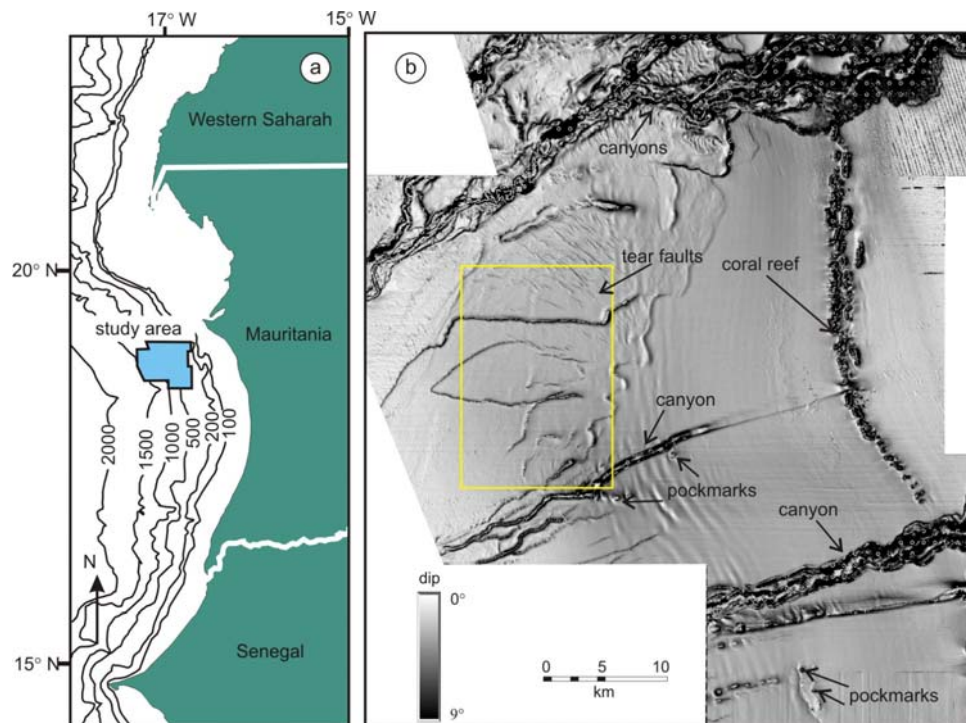 17° W
15° W
a
Western Saharah
20° N
study area
Mauritania
2000
1500
1000
500
200
100
N
Senegal
15° N
b
canyons
tear faults
coral reef
canyon
pockmarks
canyon
dip
0°
9°
0 5 10
km
pockmarks